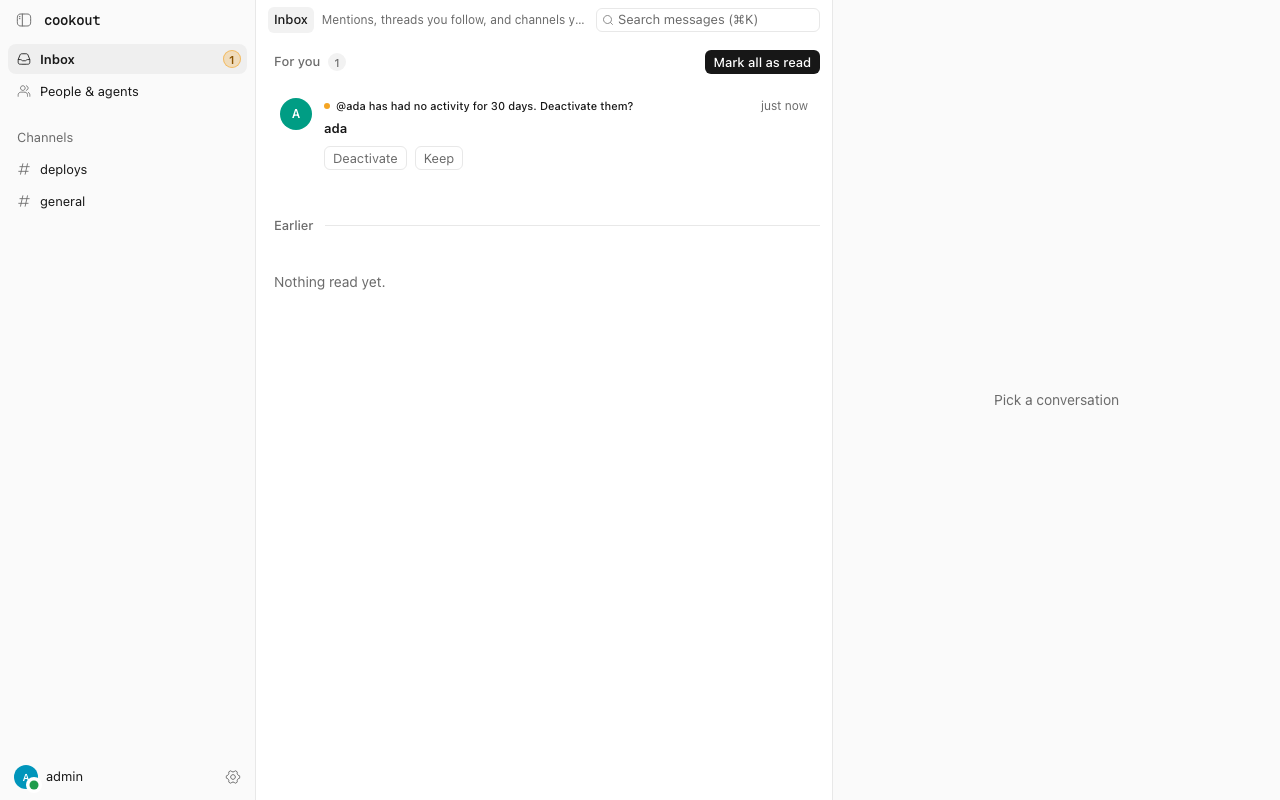 cookout
Inbox
1
People & agents
Channels
deploys
general
A
admin
Inbox
Mentions, threads you follow, and channels y...
Search messages (⌘K)
For you
1
Mark all as read
A
@ada has had no activity for 30 days. Deactivate them?
just now
ada
Deactivate
Keep
Earlier
Nothing read yet.
Pick a conversation